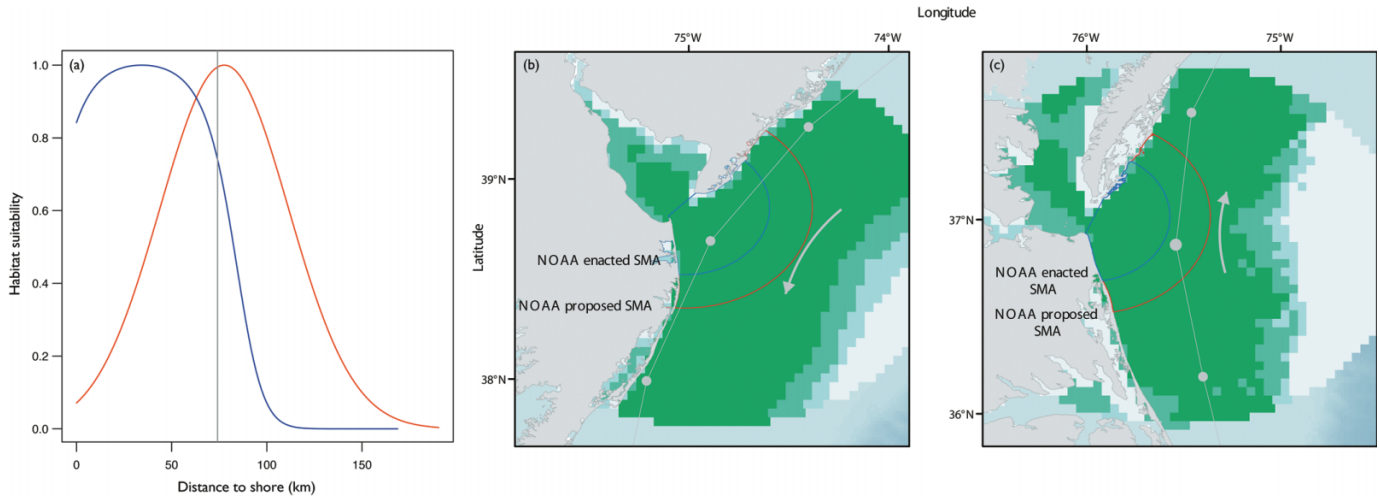 Longitude
(a)
1.0
0.8
0.6
0.4
0.2
0.0
Habitat suitability
0
50
100
150
Distance to shore (km)
(b)
75°W
74°W
39°N
38°N
Latitude
NOAA enacted SMA
NOAA proposed SMA
(c)
76°W
75°W
37°N
36°N
NOAA enacted
SMA
NOAA proposed
SMA